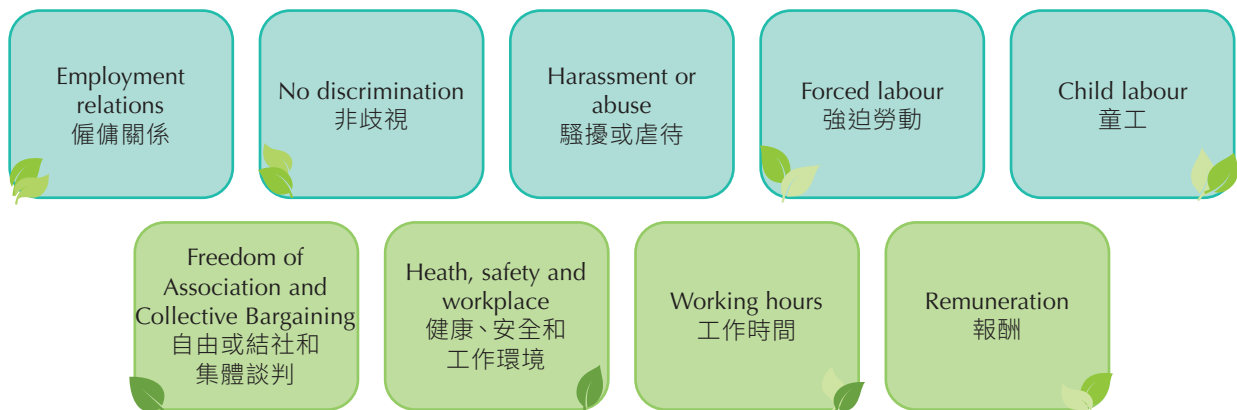 Employment
relations
僱傭關係
No discrimination
非歧視
Harassment or
abuse
騷擾或虐待
Forced labour
強迫勞動
Child labour
童工
Freedom of
Association and
Collective Bargaining
自由或結社和
集體談判
Heath, safety and
workplace
健康、安全和
工作環境
Working hours
工作時間
Remuneration
報酬